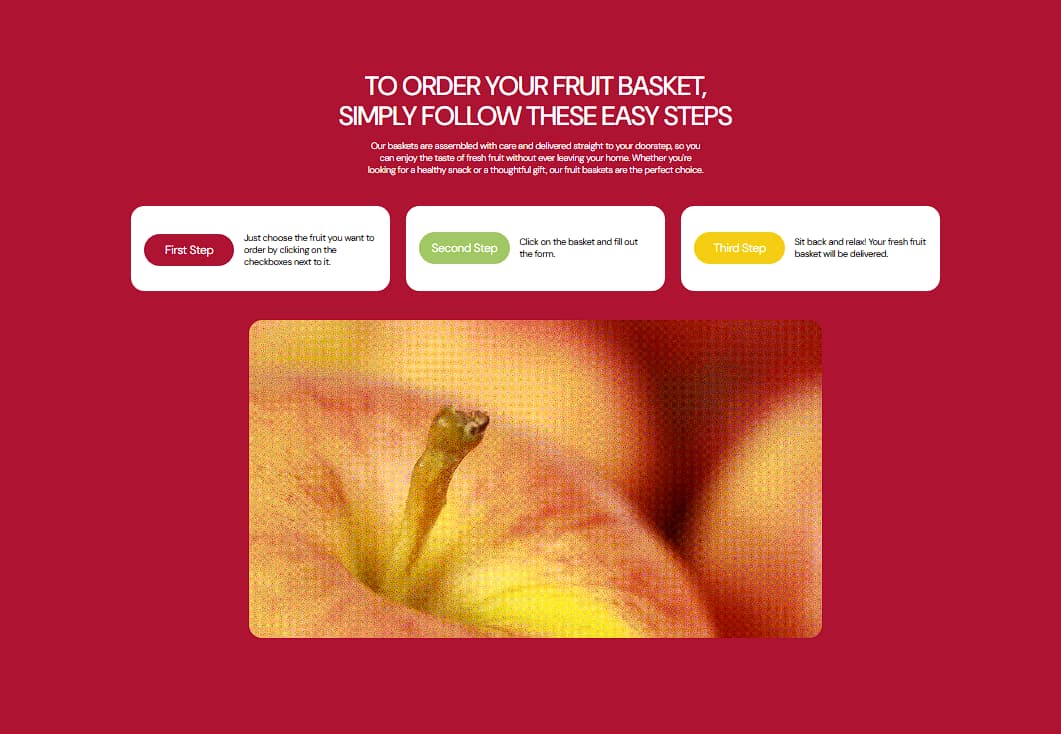 TO ORDER YOUR FRUIT BASKET,
SIMPLY FOLLOW THESE EASY STEPS
Our baskets are assembled with care and delivered straight to your doorstep, so you
can enjoy the taste of fresh fruit without ever leaving your home. Whether you're
looking for a healthy snack or a thoughtful gift, our fruit baskets are the perfect choice.
First Step
Just choose the fruit you want to
order by clicking on the
checkboxes next to it.
Second Step
Click on the basket and fill out
the form.
Third Step
Sit back and relax! Your fresh fruit
basket will be delivered.